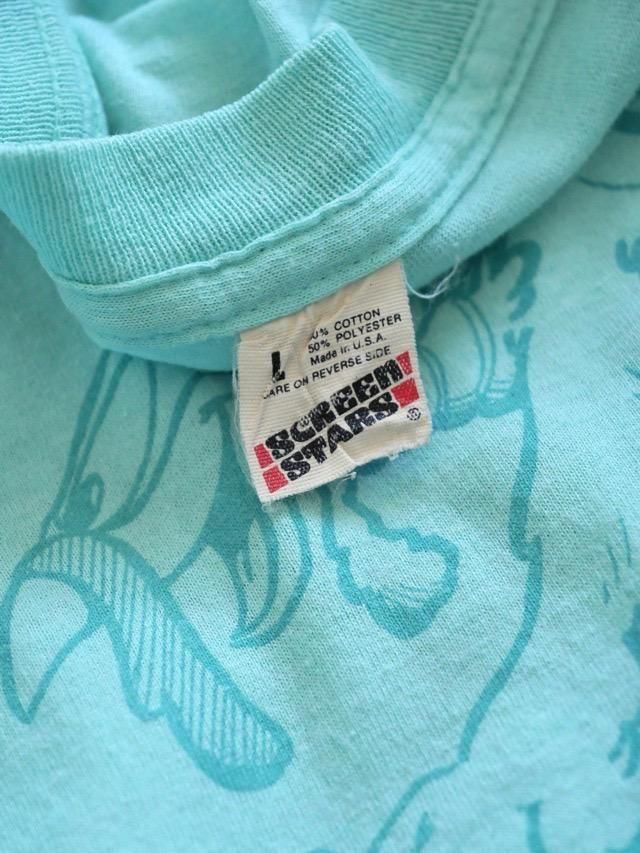 L
50% COTTON
50% POLYESTER
Made in U.S.A.
CARE ON REVERSE SIDE
SCREEN
STARS ®